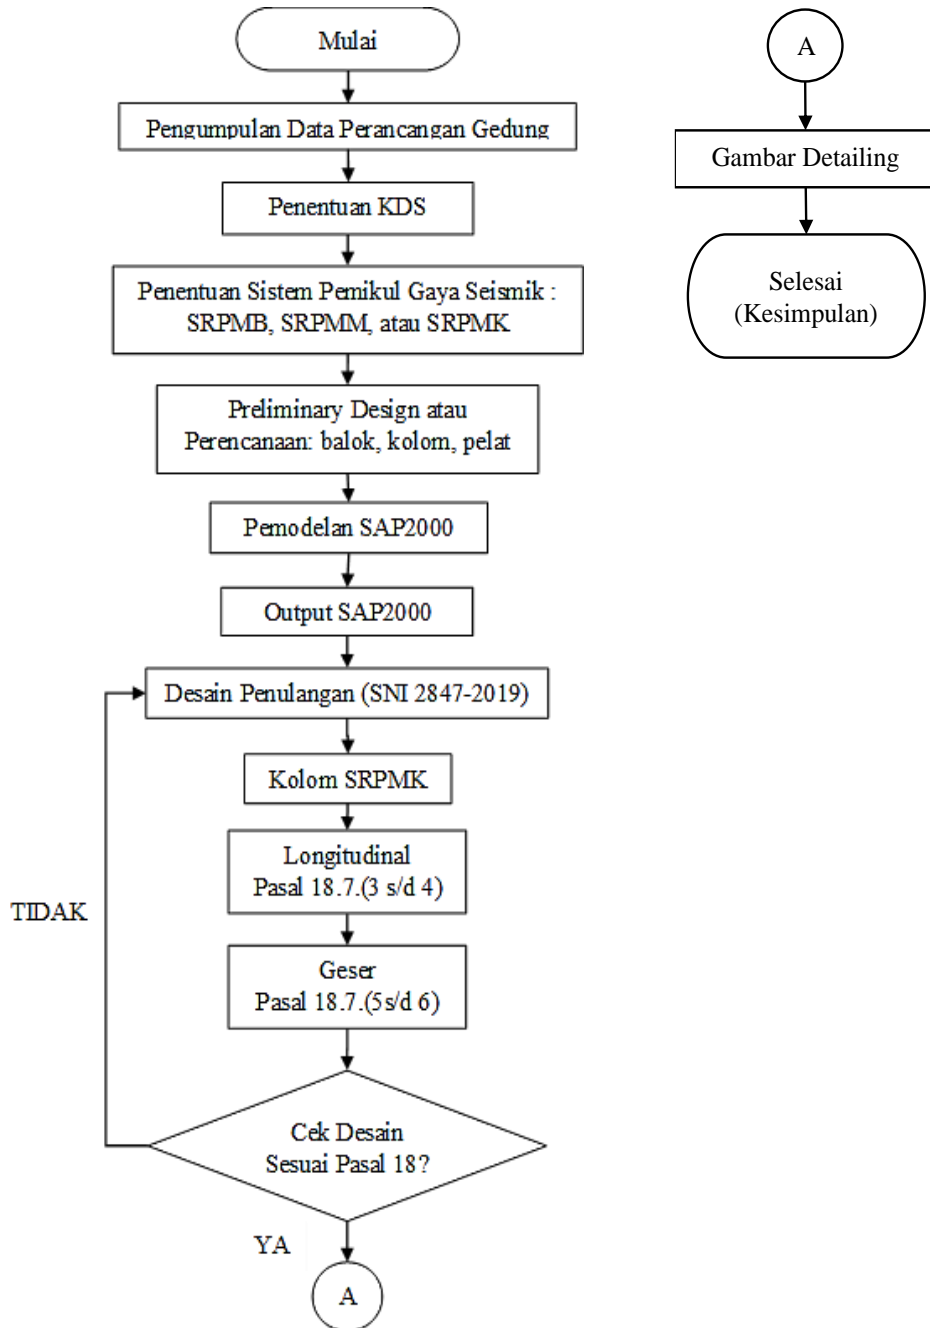 Mulai
Pengumpulan Data Perancangan Gedung
Penentuan KDS
Penentuan Sistem Pemikul Gaya Seismik :
SRPMB, SRPMM, atau SRPMK
Preliminary Design atau
Perencanaan: balok, kolom, pelat
Pemodelan SAP2000
Output SAP2000
Desain Penulangan (SNI 2847-2019)
Kolom SRPMK
Longitudinal
Pasal 18.7.(3 s/d 4)
Geser
Pasal 18.7.(5s/d 6)
Cek Desain
Sesuai Pasal 18?
TIDAK
YA
A
A
Gambar Detailing
Selesai
(Kesimpulan)